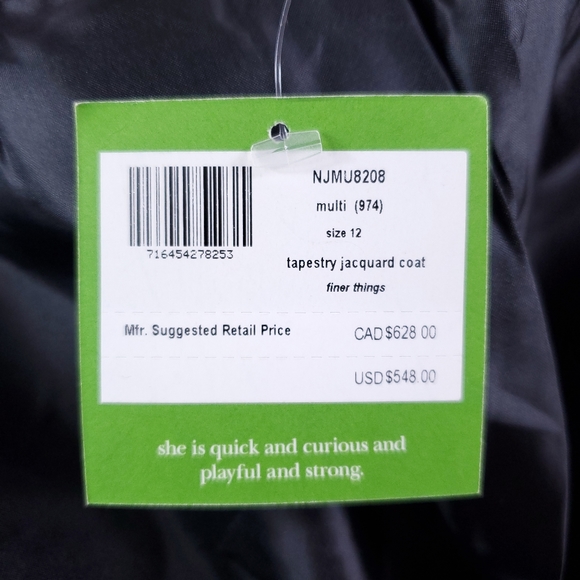 NJMU8208
multi (974)
size 12
716454278253
tapestry jacquard coat
finer things
Mfr. Suggested Retail Price CAD $628.00
USD $548.00
she is quick and curious and
playful and strong.